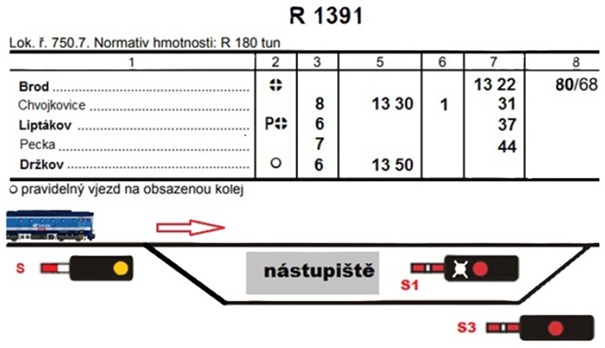 R 1391
Lok. ř. 750.7. Normativ hmotnosti: R 180 tun
1 2 3 5 6 7 8
Brod 13 22 80/68
Chvojkovice 8 13 30 1 31
Liptákov P 6 37
Pecka 7 44
Držkov 6 13 50
pravidelný vjezd na obsazenou kolej
S nástupiště S1
S3